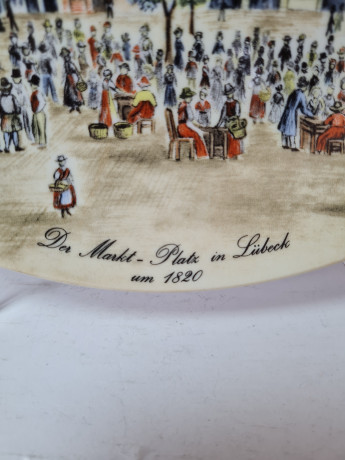 Der Markt-Platz in Lübeck
um 1820